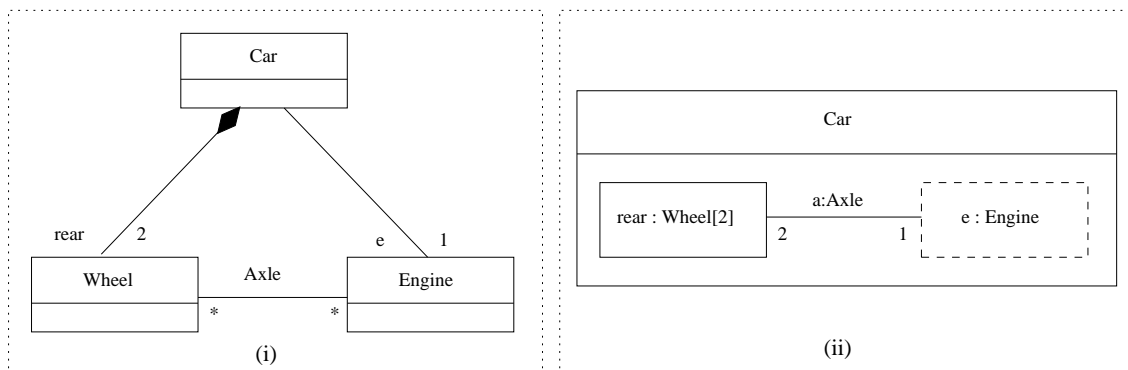 Car
rear
2
e
1
Wheel
Axle
Engine
*
*
(i)
Car
rear : Wheel[2]
a:Axle
e : Engine
2
1
(ii)